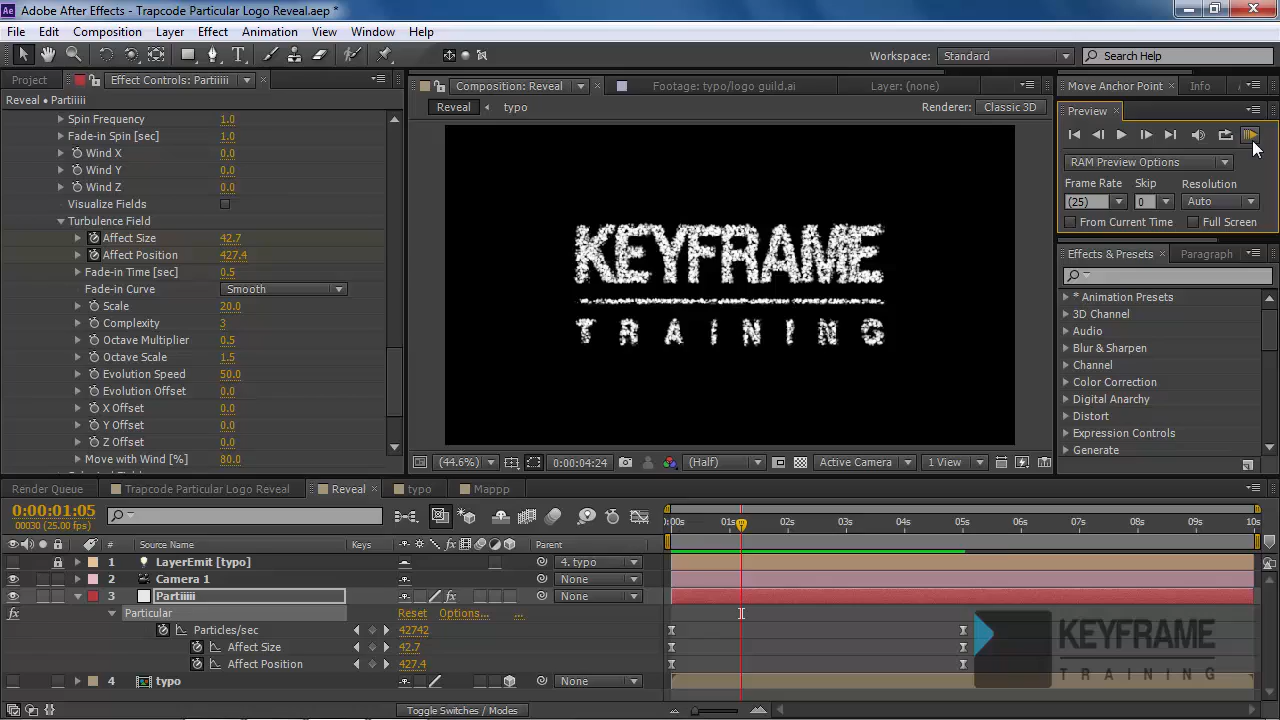 Adobe After Effects - Trapcode Particular Logo Reveal.aep *
File Edit Composition Layer Effect Animation View Window Help
Workspace: Standard Search Help
Project Effect Controls: Partiiiii
Reveal • Partiiiii
Spin Frequency 1.0
Fade-in Spin [sec] 1.0
Wind X 0.0
Wind Y 0.0
Wind Z 0.0
Visualize Fields
Turbulence Field
Affect Size 42.7
Affect Position 427.4
Fade-in Time [sec] 0.5
Fade-in Curve Smooth
Scale 20.0
Complexity 3
Octave Multiplier 0.5
Octave Scale 1.5
Evolution Speed 50.0
Evolution Offset 0.0
X Offset 0.0
Y Offset 0.0
Z Offset 0.0
Move with Wind [%] 80.0
Composition: Reveal Footage: typo/logo guild.ai Layer: (none)
Reveal typo Renderer: Classic 3D
KEYFRAME
TRAINING
(44.6%) 0:00:04:24 (Half) Active Camera 1 View
Move Anchor Point Info
Preview
RAM Preview Options
Frame Rate Skip Resolution
(25) 0 Auto
From Current Time Full Screen
Effects & Presets Paragraph
* Animation Presets
3D Channel
Audio
Blur & Sharpen
Channel
Color Correction
Digital Anarchy
Distort
Expression Controls
Generate
Render Queue Trapcode Particular Logo Reveal Reveal typo Mappp
0:00:01:05
00030 (25.00 fps)
# Source Name Keys Parent
0:00s 01s 02s 03s 04s 05s 06s 07s 08s 09s 10s
1 LayerEmit [typo] 4. typo
2 Camera 1 None
3 Partiiiii None
Particular Reset Options... ...
Particles/sec 42742
Affect Size 42.7
Affect Position 427.4
4 typo None
Toggle Switches / Modes
KEYFRAME
TRAINING